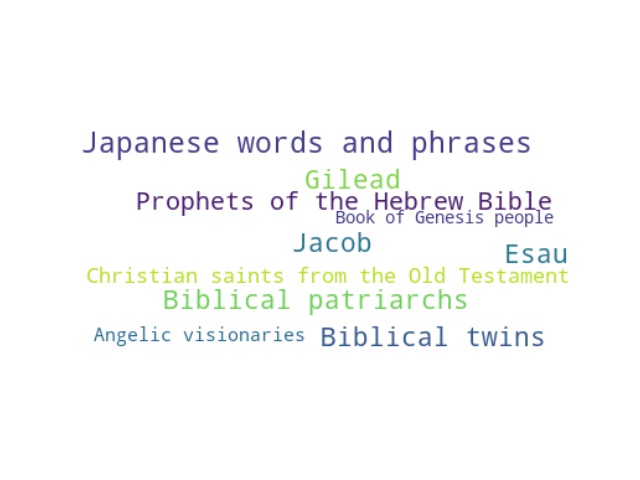 Japanese words and phrases
Gilead
Prophets of the Hebrew Bible
Book of Genesis people
Jacob
Esau
Christian saints from the Old Testament
Biblical patriarchs
Angelic visionaries
Biblical twins